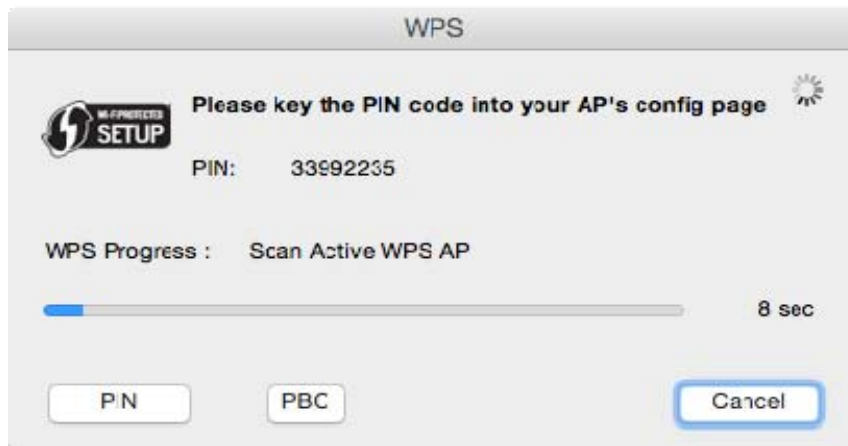 WPS
Please key the PIN code into your AP's config page
WI-FI PROTECTED
SETUP
PIN: 33992235
WPS Progress : Scan Active WPS AP
8 sec
PIN PBC Cancel